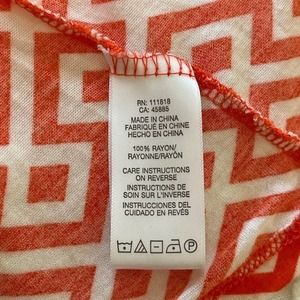 RN: 111818
CA: 45885
MADE IN CHINA
FABRIQUÉ EN CHINE
HECHO EN CHINA
100% RAYON/
RAYONNE/RAYÓN
CARE INSTRUCTIONS
ON REVERSE
INSTRUCTIONS DE
SOIN SUR L'INVERSE
INSTRUCCIONES DEL
CUIDADO EN REVÉS